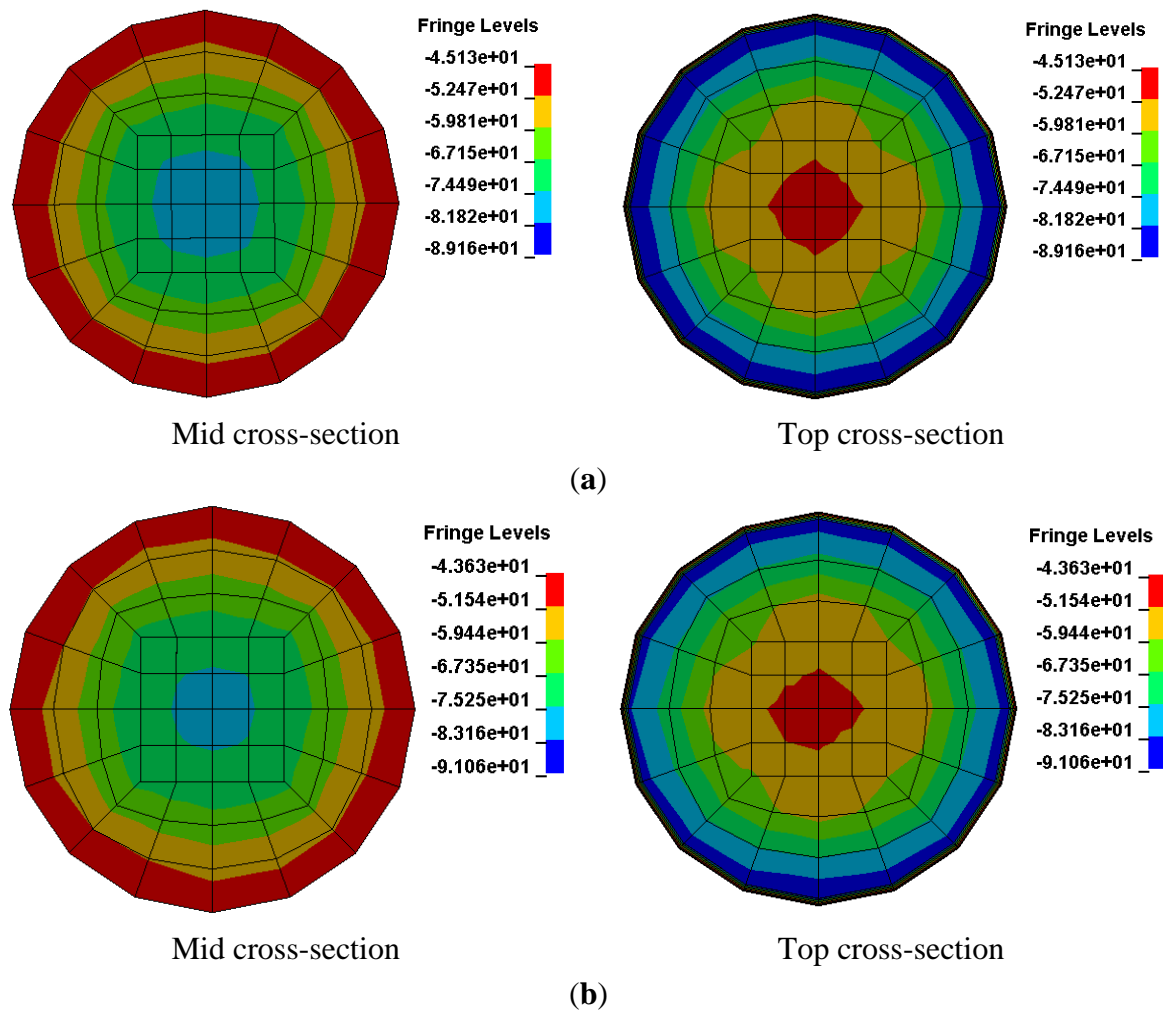 Fringe Levels
-4.513e+01
-5.247e+01
-5.981e+01
-6.715e+01
-7.449e+01
-8.182e+01
-8.916e+01
Fringe Levels
-4.513e+01
-5.247e+01
-5.981e+01
-6.715e+01
-7.449e+01
-8.182e+01
-8.916e+01
Mid cross-section
Top cross-section
(a)
Fringe Levels
-4.363e+01
-5.154e+01
-5.944e+01
-6.735e+01
-7.525e+01
-8.316e+01
-9.106e+01
Fringe Levels
-4.363e+01
-5.154e+01
-5.944e+01
-6.735e+01
-7.525e+01
-8.316e+01
-9.106e+01
Mid cross-section
Top cross-section
(b)